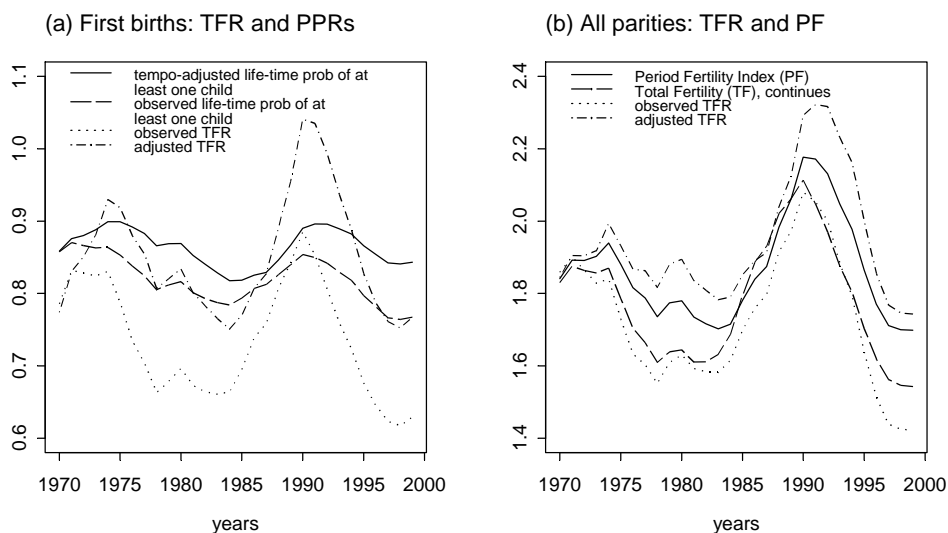 (a) First births: TFR and PPRs
tempo-adjusted life-time prob of at
least one child
observed life-time prob of at
least one child
observed TFR
adjusted TFR
1.1
1.0
0.9
0.8
0.7
0.6
1970 1975 1980 1985 1990 1995 2000
years
(b) All parities: TFR and PF
Period Fertility Index (PF)
Total Fertility (TF), continues
observed TFR
adjusted TFR
2.4
2.2
2.0
1.8
1.6
1.4
1970 1975 1980 1985 1990 1995 2000
years